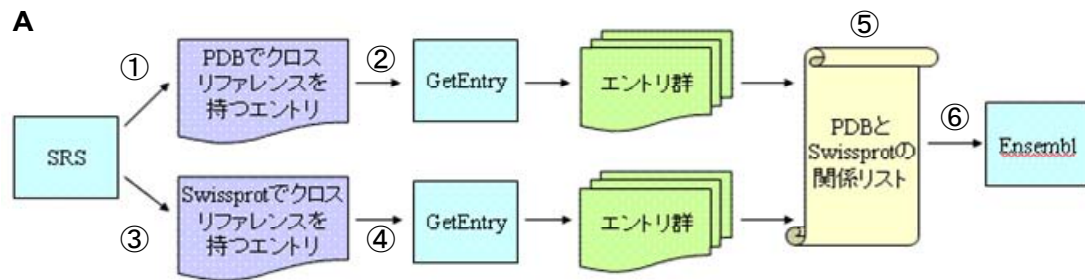 A
⑤
①
PDBでクロス
リファレンスを
持つエントリ
②
GetEntry
エントリ群
SRS
PDBと
Swissprotの
関係リスト
⑥
Ensembl
③
Swissprotでクロス
リファレンスを
持つエントリ
④
GetEntry
エントリ群